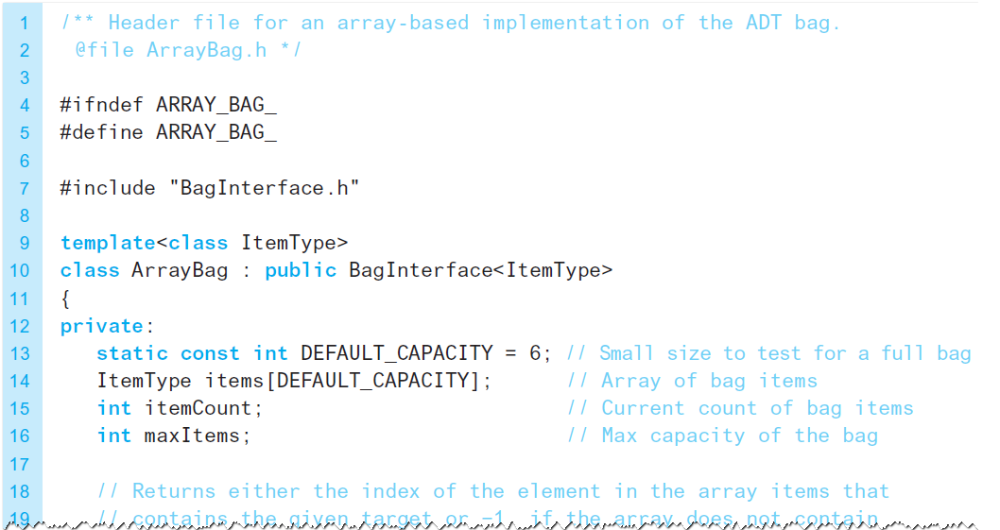 1 /** Header file for an array-based implementation of the ADT bag.
2 @file ArrayBag.h */
3
4 #ifndef ARRAY_BAG_
5 #define ARRAY_BAG_
6
7 #include "BagInterface.h"
8
9 template<class ItemType>
10 class ArrayBag : public BagInterface<ItemType>
11 {
12 private:
13 static const int DEFAULT_CAPACITY = 6; // Small size to test for a full bag
14 ItemType items[DEFAULT_CAPACITY]; // Array of bag items
15 int itemCount; // Current count of bag items
16 int maxItems; // Max capacity of the bag
17
18 // Returns either the index of the element in the array items that
19 // contains the given target or −1, if the array does not contain